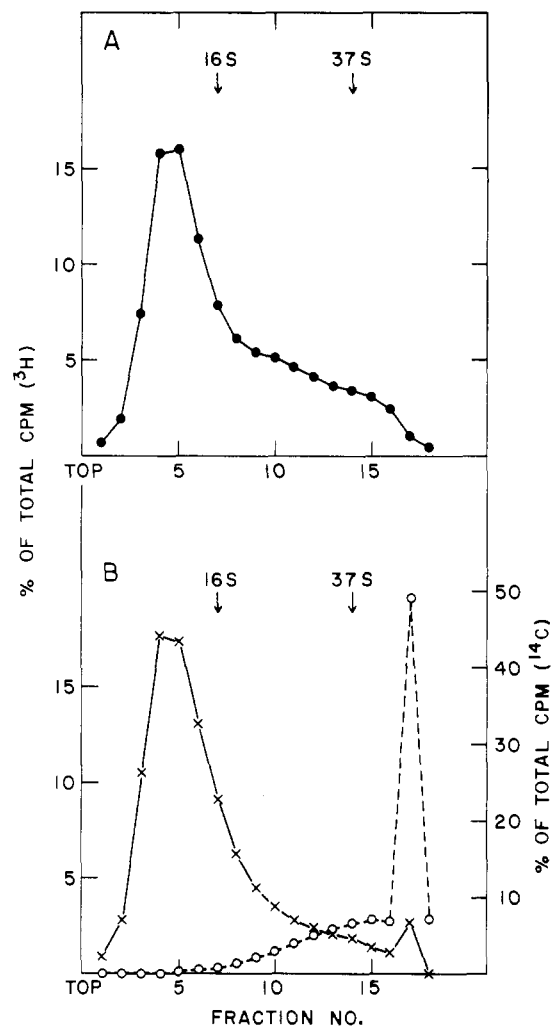 A
16S
37S
15
10
5
TOP
5
10
15
% OF TOTAL CPM (³H)
B
16S
37S
50
40
30
20
10
% OF TOTAL CPM (¹⁴C)
15
10
5
TOP
5
10
15
FRACTION NO.